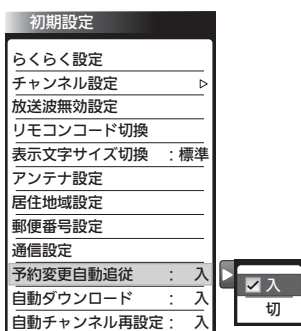 初期設定
らくらく設定
チャンネル設定
放送波無効設定
リモコンコード切換
表示文字サイズ切換 : 標準
アンテナ設定
居住地域設定
郵便番号設定
通信設定
予約変更自動追従 : 入
自動ダウンロード : 入
自動チャンネル再設定 : 入
入
切